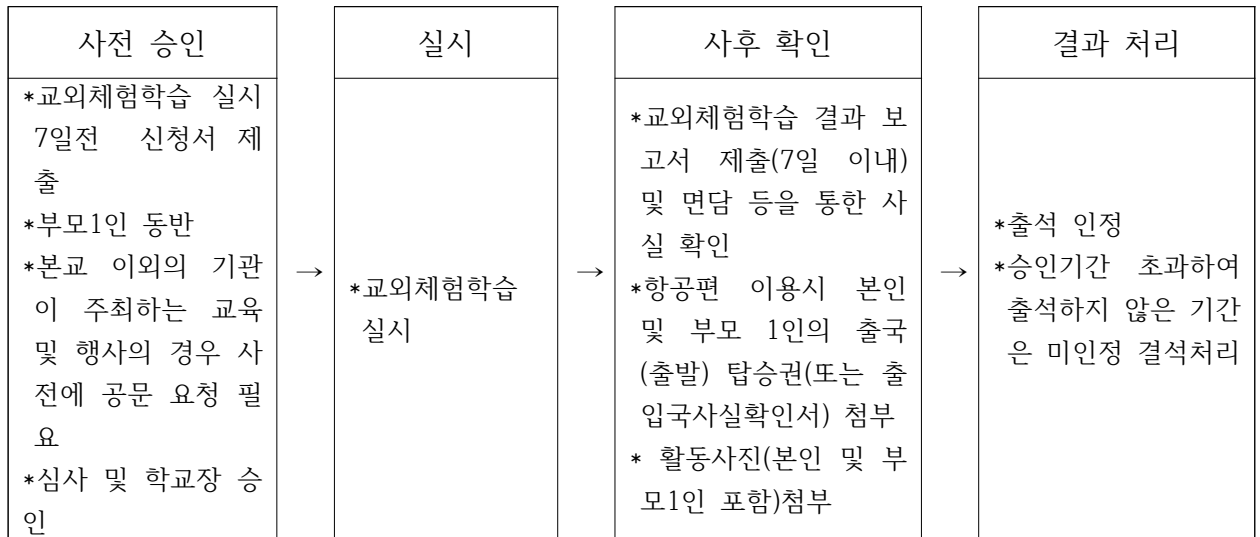 사전 승인
*교외체험학습 실시
7일전 신청서 제
출
*부모1인 동반
*본교 이외의 기관
이 주최하는 교육
및 행사의 경우 사
전에 공문 요청 필
요
*심사 및 학교장 승
인
→
실시
*교외체험학습
실시
→
사후 확인
*교외체험학습 결과 보
고서 제출(7일 이내)
및 면담 등을 통한 사
실 확인
*항공편 이용시 본인
및 부모 1인의 출국
(출발) 탑승권(또는 출
입국사실확인서) 첨부
* 활동사진(본인 및 부
모1인 포함)첨부
→
결과 처리
*출석 인정
*승인기간 초과하여
출석하지 않은 기간
은 미인정 결석처리